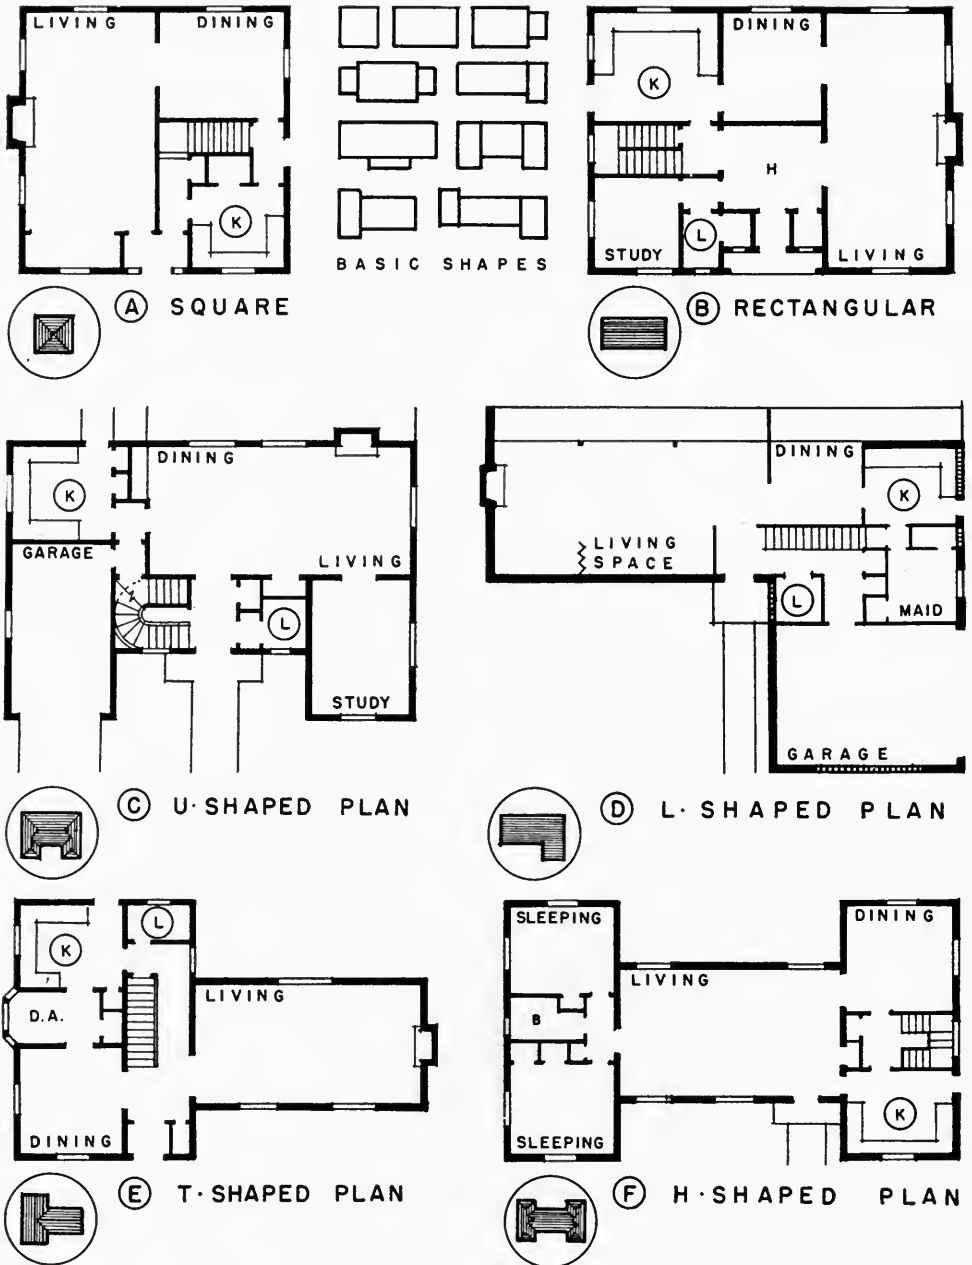 LIVING
DINING
K
A SQUARE
BASIC SHAPES
DINING
K
H
L
STUDY
LIVING
B RECTANGULAR
DINING
K
GARAGE
LIVING
L
STUDY
C U·SHAPED PLAN
DINING
K
LIVING
SPACE
L
MAID
GARAGE
D L·SHAPED PLAN
L
K
LIVING
D.A.
DINING
E T·SHAPED PLAN
SLEEPING
DINING
LIVING
B
K
SLEEPING
F H·SHAPED PLAN